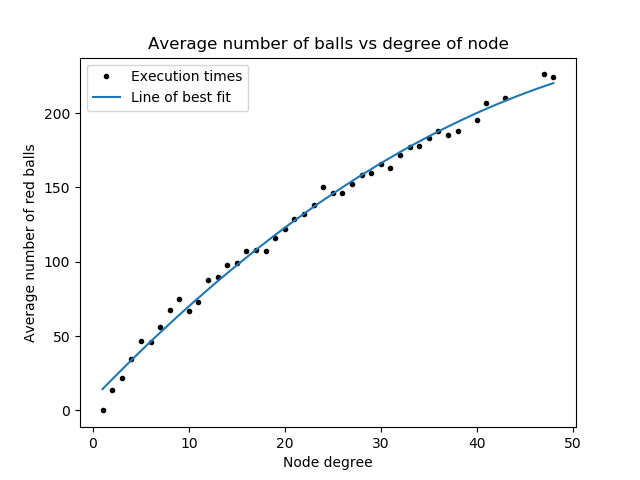 Average number of balls vs degree of node
Execution times
Line of best fit
Average number of red balls
200
150
100
50
0
0 10 20 30 40 50
Node degree